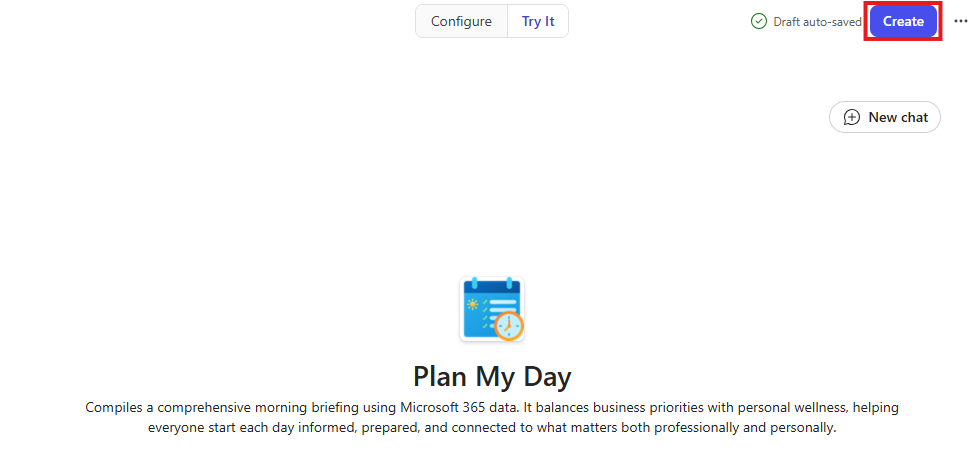 Configure
Try It
Draft auto-saved
Create
New chat
Plan My Day
Compiles a comprehensive morning briefing using Microsoft 365 data. It balances business priorities with personal wellness, helping
everyone start each day informed, prepared, and connected to what matters both professionally and personally.